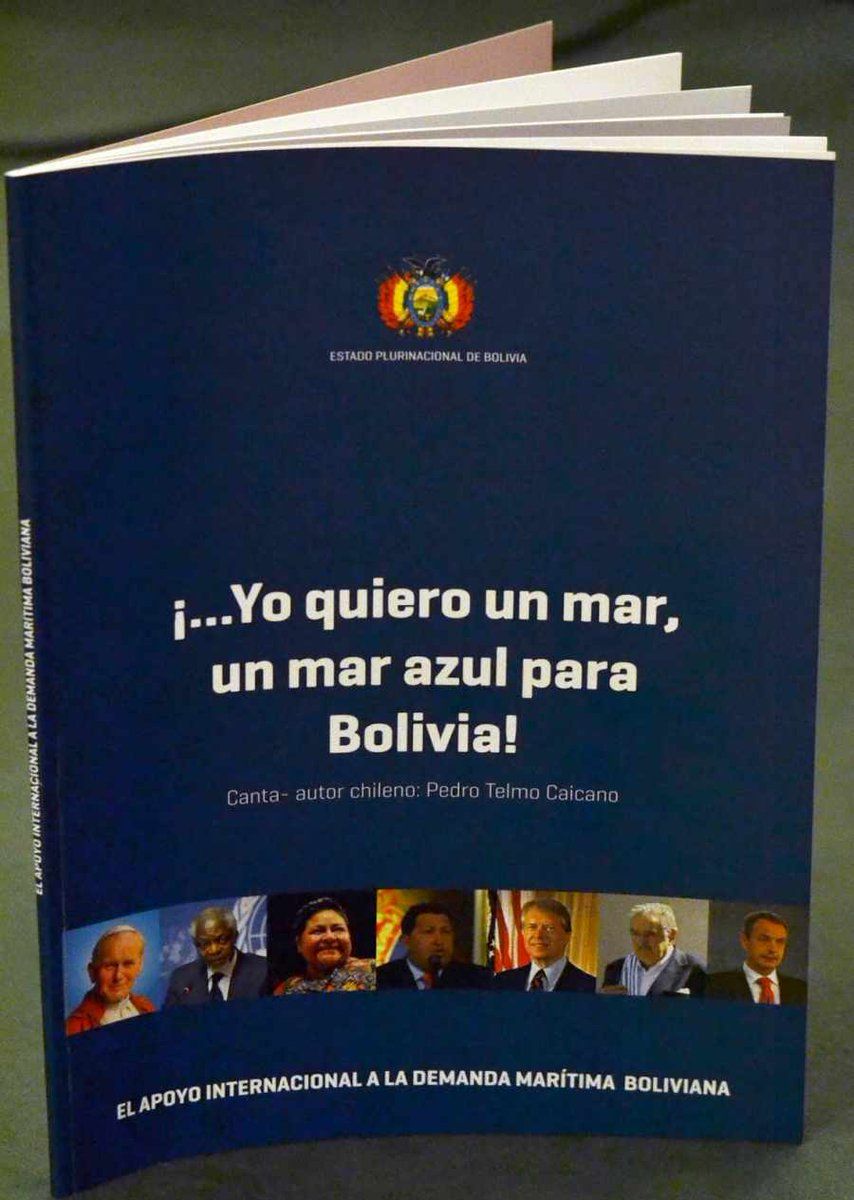 ESTADO PLURINACIONAL DE BOLIVIA
¡...Yo quiero un mar,
un mar azul para
Bolivia!
Canta- autor chileno: Pedro Telmo Caicano
EL APOYO INTERNACIONAL A LA DEMANDA MARÍTIMA BOLIVIANA
EL APOYO INTERNACIONAL A LA DEMANDA MARÍTIMA BOLIVIANA